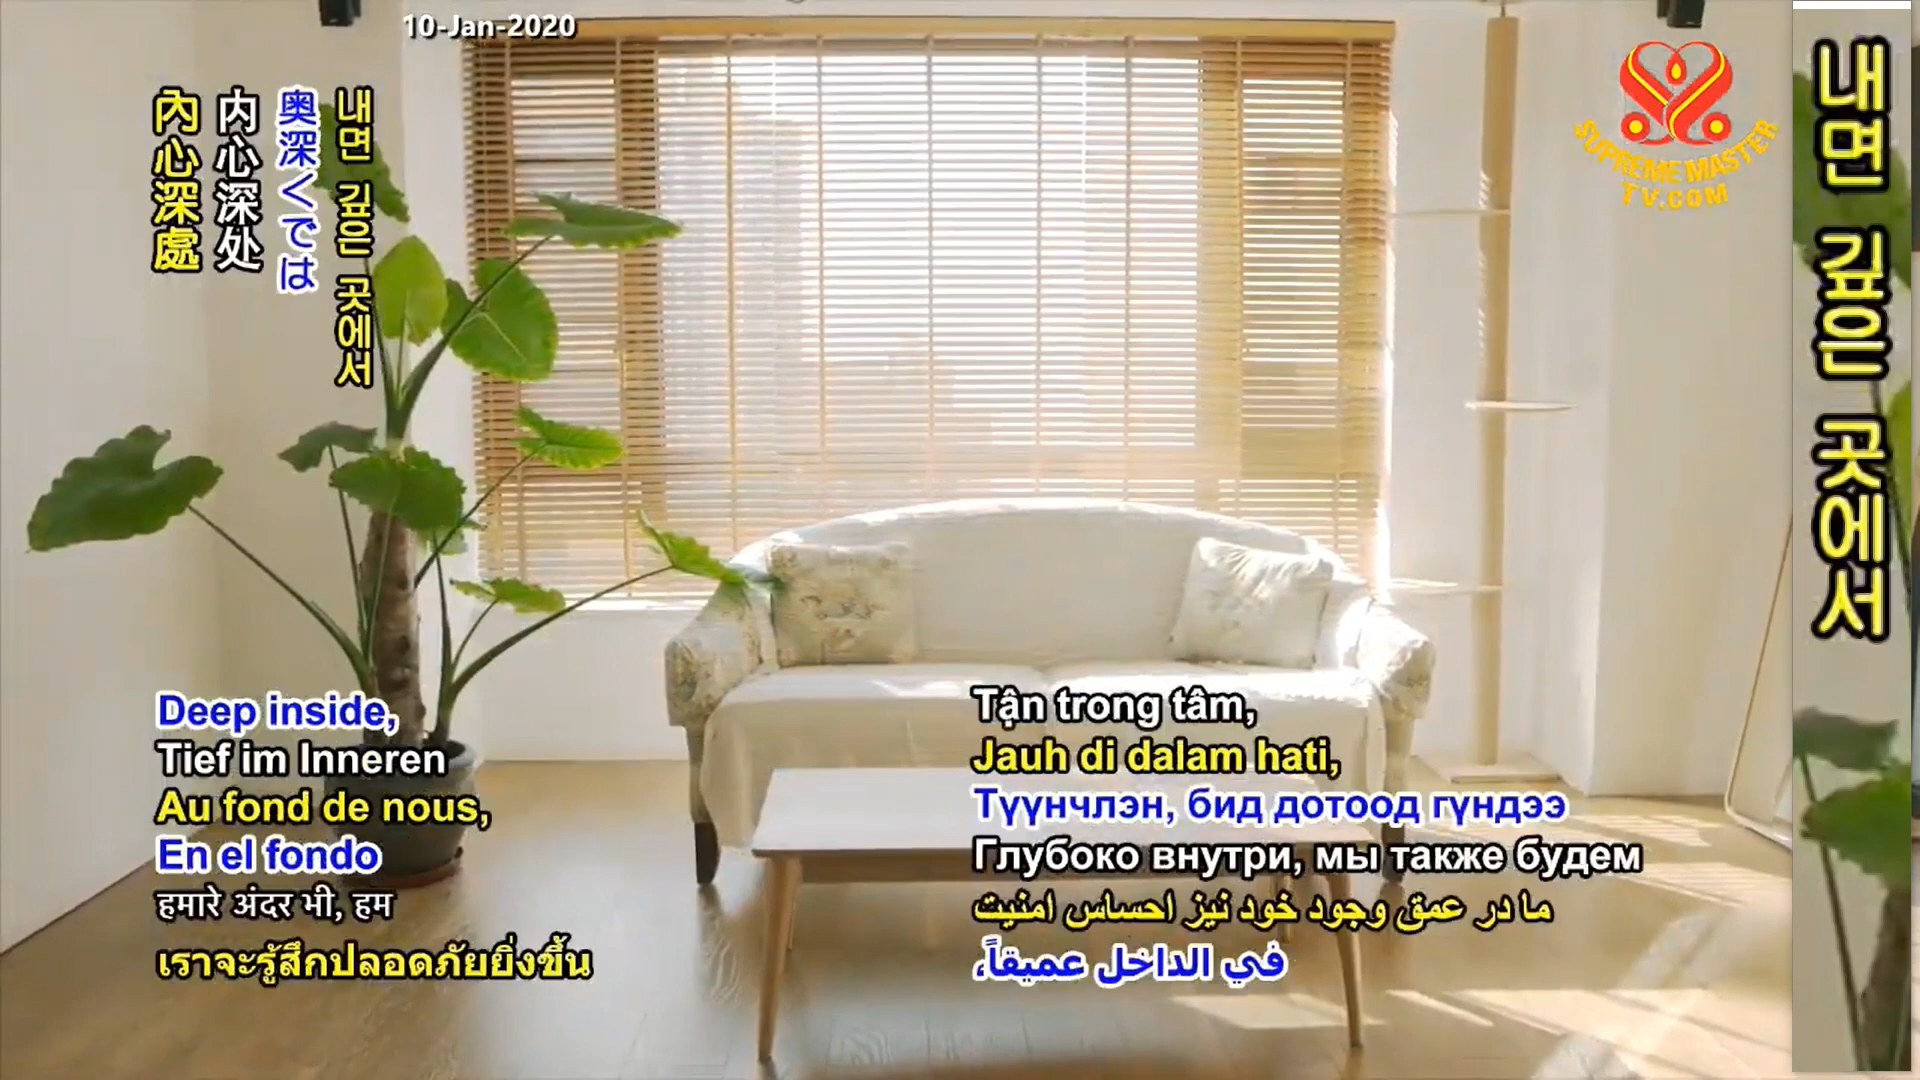 10-Jan-2020
SUPREME MASTER
TV.COM
내면 깊은 곳에서
奥深くでは
内心深处
內心深處
내면 깊은 곳에서
Deep inside,
Tief im Inneren
Au fond de nous,
En el fondo
हमारे अंदर भी, हम
เราจะรู้สึกปลอดภัยยิ่งขึ้น
Tận trong tâm,
Jauh di dalam hati,
Түүнчлэн, бид дотоод гүндээ
Глубоко внутри, мы также будем
ما در عمق وجود خود نیز احساس امنیت
في الداخل عميقاً،